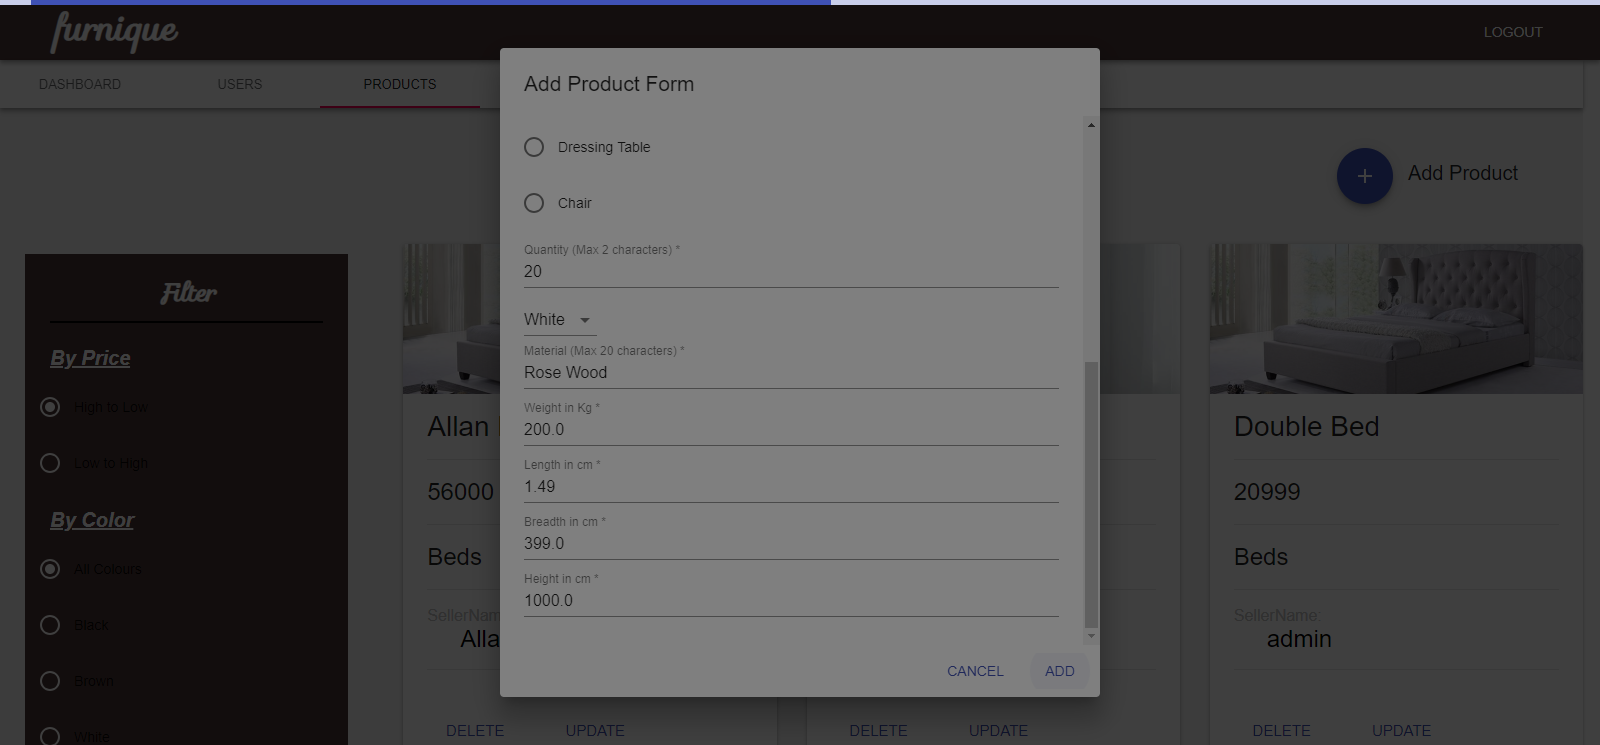 furnique
LOGOUT
DASHBOARD
USERS
PRODUCTS
Add Product Form
Dressing Table
Chair
Quantity (Max 2 characters) *
20
White
Material (Max 20 characters) *
Rose Wood
Weight in Kg *
200.0
Length in cm *
1.49
Breadth in cm *
399.0
Height in cm *
1000.0
CANCEL
ADD
+
Add Product
Filter
By Price
High to Low
Low to High
By Color
All Colours
Black
Brown
White
Allan
56000
Beds
SellerNam
Alla
DELETE
UPDATE
DELETE
UPDATE
Double Bed
20999
Beds
SellerName
admin
DELETE
UPDATE